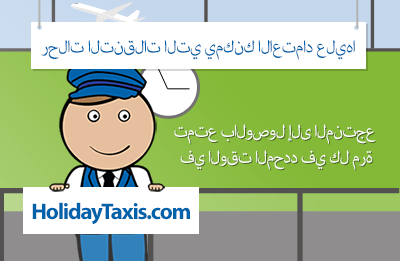 رحلات التنقلات التي يمكنك الاعتماد عليها
تمتع بالوصول إلى المنتجع
في الوقت المحدد في كل مرة
HolidayTaxis.com